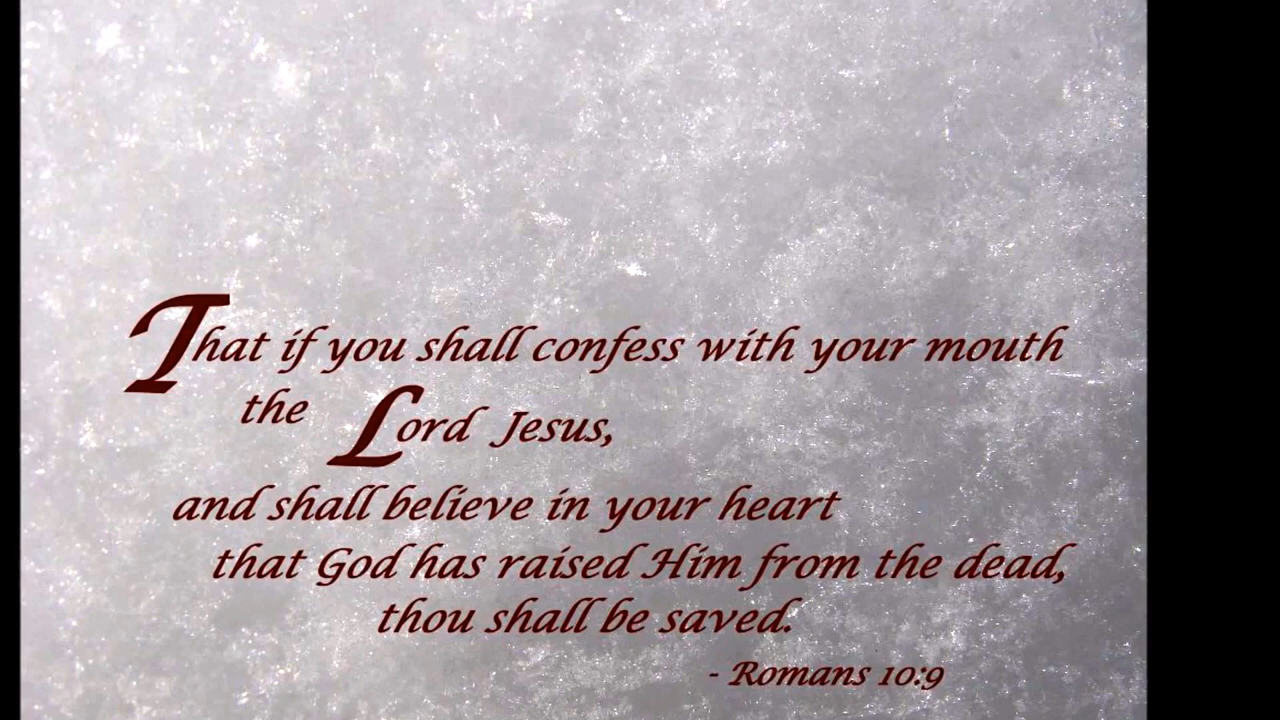 That if you shall confess with your mouth
the Lord Jesus,
and shall believe in your heart
that God has raised Him from the dead,
thou shall be saved.
- Romans 10:9